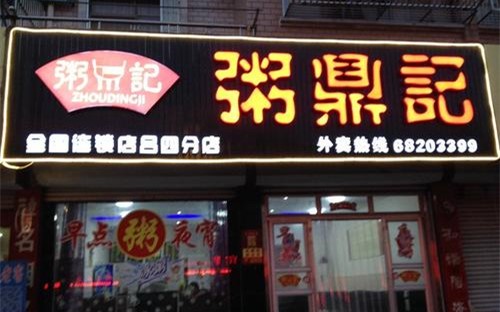 粥鼎記
ZHOUDINGJI
粥鼎記
全国连锁店吕四分店
外卖热线 68203399
早点 粥 夜宵